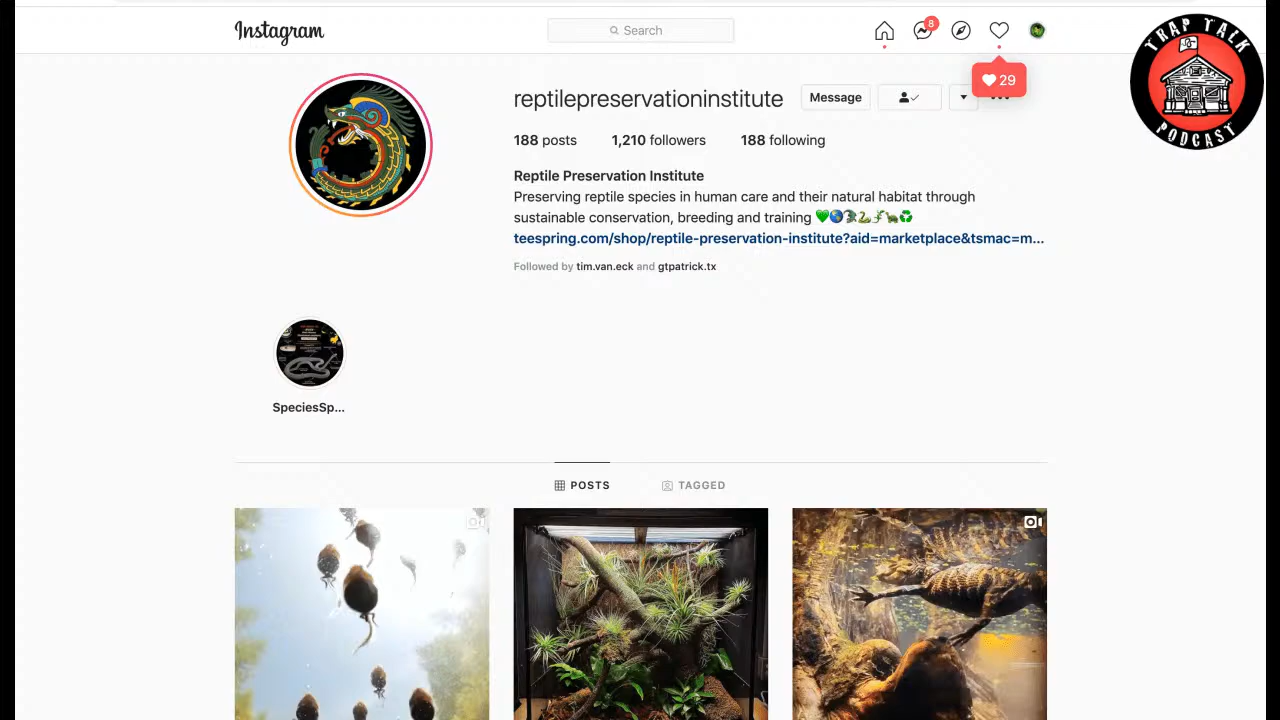 Instagram
Search
8
29
TRAP TALK
PODCAST
reptilepreservationinstitute
Message
188 posts
1,210 followers
188 following
Reptile Preservation Institute
Preserving reptile species in human care and their natural habitat through
sustainable conservation, breeding and training 💚🌎🐊🐍🦎🐢♻️
teespring.com/shop/reptile-preservation-institute?aid=marketplace&tsmac=m...
Followed by tim.van.eck and gtpatrick.tx
SpeciesSp...
POSTS
TAGGED